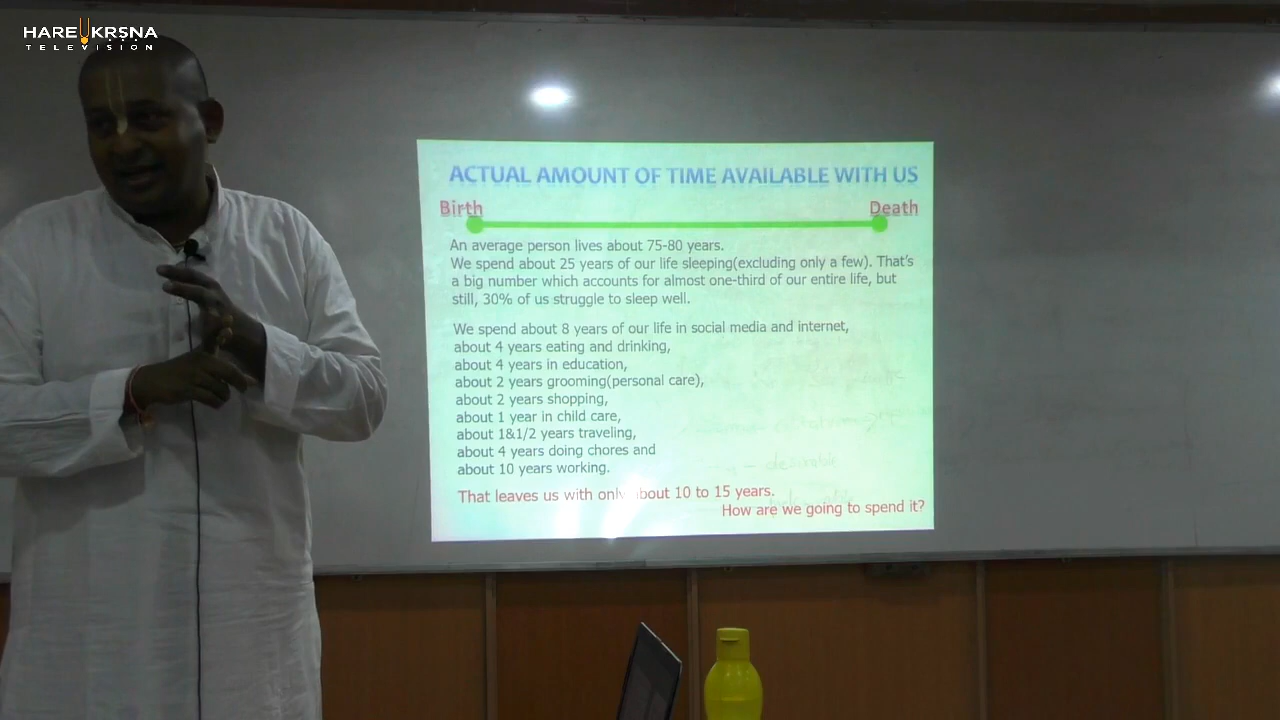 HARE KRSNA
TELEVISION
ACTUAL AMOUNT OF TIME AVAILABLE WITH US
Birth Death
An average person lives about 75-80 years.
We spend about 25 years of our life sleeping(excluding only a few). That's
a big number which accounts for almost one-third of our entire life, but
still, 30% of us struggle to sleep well.
We spend about 8 years of our life in social media and internet,
about 4 years eating and drinking,
about 4 years in education,
about 2 years grooming(personal care),
about 2 years shopping,
about 1 year in child care,
about 1&1/2 years traveling,
about 4 years doing chores and
about 10 years working.
That leaves us with only about 10 to 15 years.
How are we going to spend it?
desirable